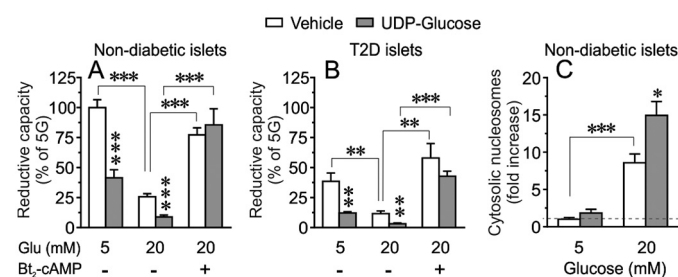 Vehicle UDP-Glucose
Non-diabetic islets
T2D islets
Non-diabetic islets
A
Reductive capacity
(% of 5G)
125
100
75
50
25
0
***
***
***
***
***
Glu (mM) 5 20 20
Bt₂-cAMP - - +
B
Reductive capacity
(% of 5G)
125
100
75
50
25
0
**
**
***
**
**
5 20 20
- - +
C
Cytosolic nucleosomes
(fold increase)
20
15
10
5
0
***
*
5 20
Glucose (mM)